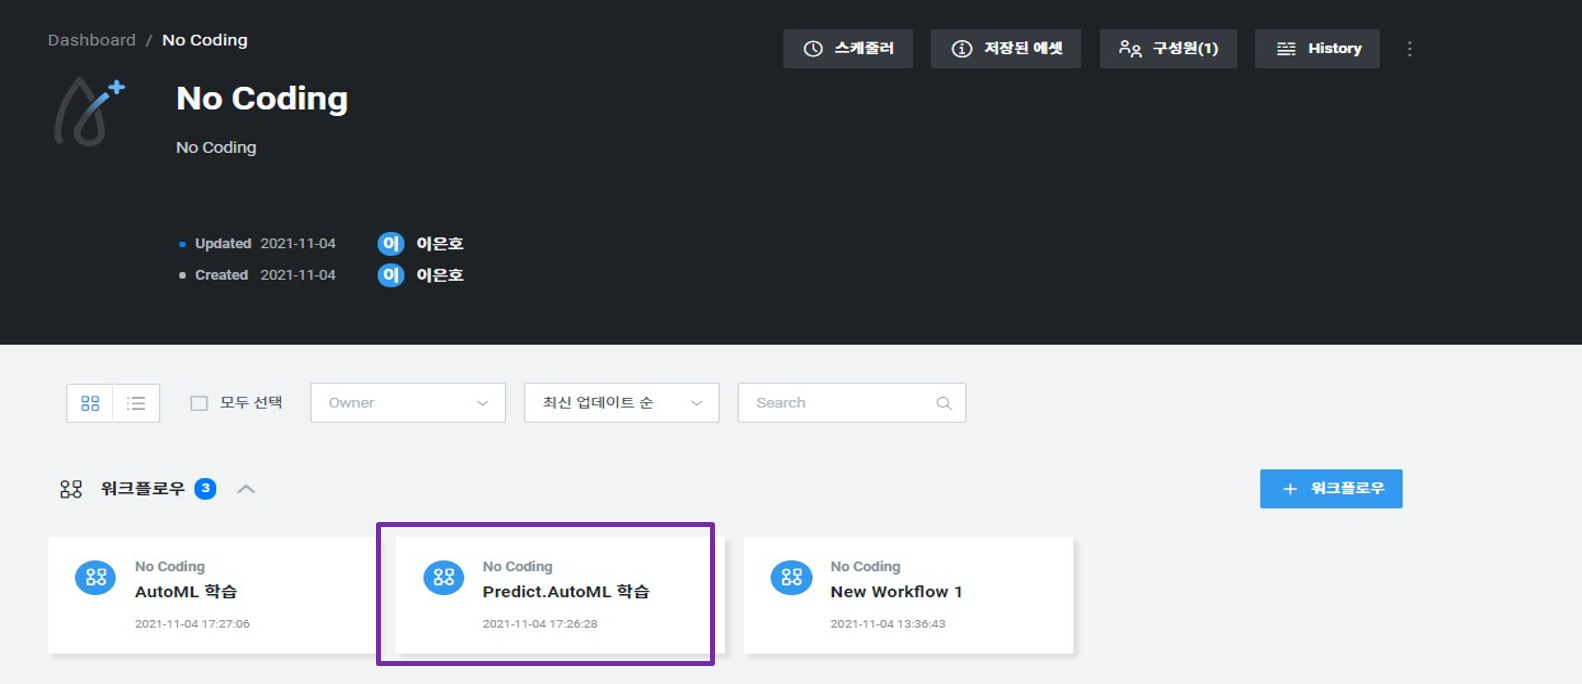 Dashboard / No Coding
스케줄러
저장된 에셋
구성원(1)
History
No Coding
No Coding
Updated 2021-11-04 이 이은호
Created 2021-11-04 이 이은호
모두 선택
Owner
최신 업데이트 순
Search
워크플로우 3
+ 워크플로우
No Coding
AutoML 학습
2021-11-04 17:27:06
No Coding
Predict.AutoML 학습
2021-11-04 17:26:28
No Coding
New Workflow 1
2021-11-04 13:36:43